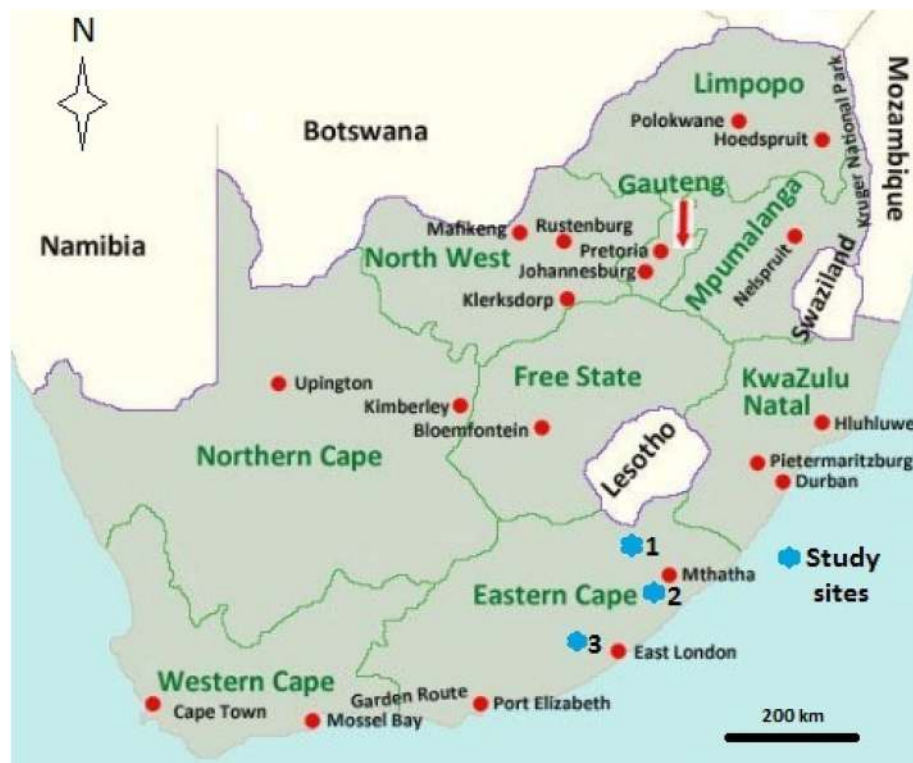 N
Limpopo
Polokwane
Hoedspruit
Kruger National Park
Mozambique
Botswana
Namibia
Gauteng
Mafikeng
Rustenburg
North West
Pretoria
Johannesburg
Mpumalanga
Nelspruit
Swaziland
Klerksdorp
Upington
Kimberley
Free State
Bloemfontein
KwaZulu
Natal
Hluhluwe
Northern Cape
Lesotho
Pietermaritzburg
Durban
1
Study
sites
Mthatha
Eastern Cape
2
3
East London
Western Cape
Garden Route
Cape Town
Mossel Bay
Port Elizabeth
200 km